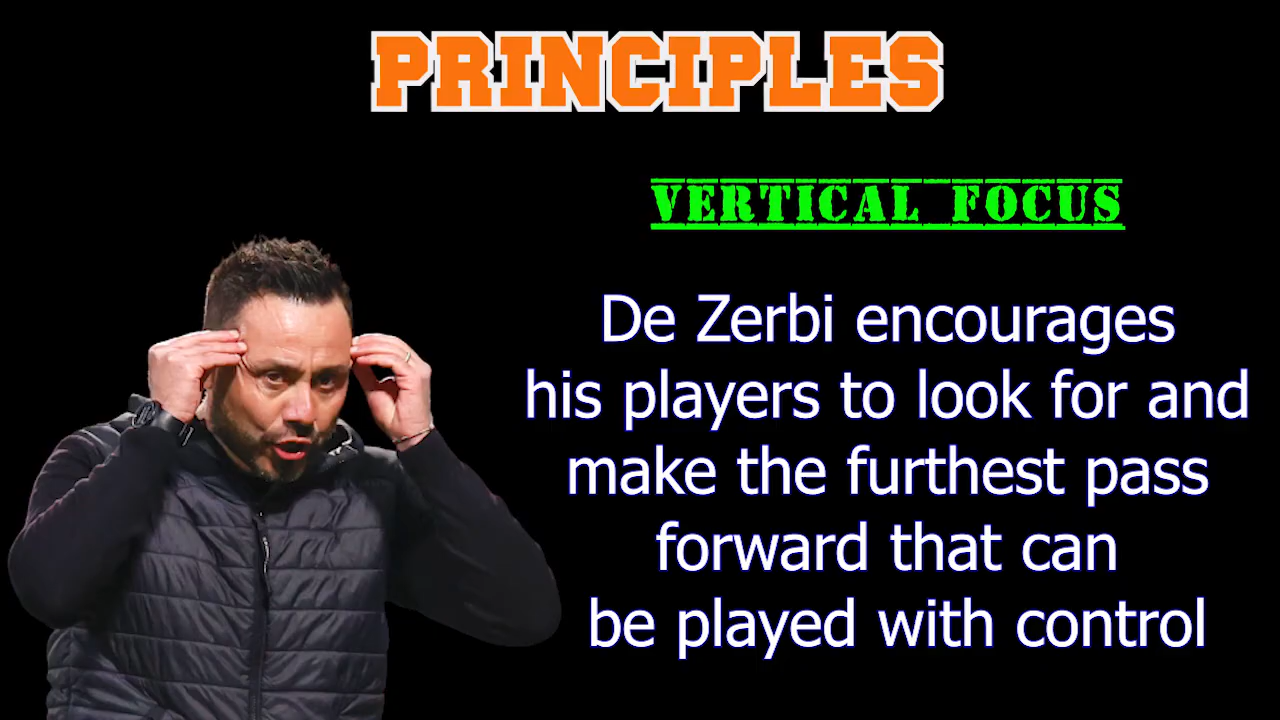 PRINCIPLES
VERTICAL FOCUS
De Zerbi encourages
his players to look for and
make the furthest pass
forward that can
be played with control